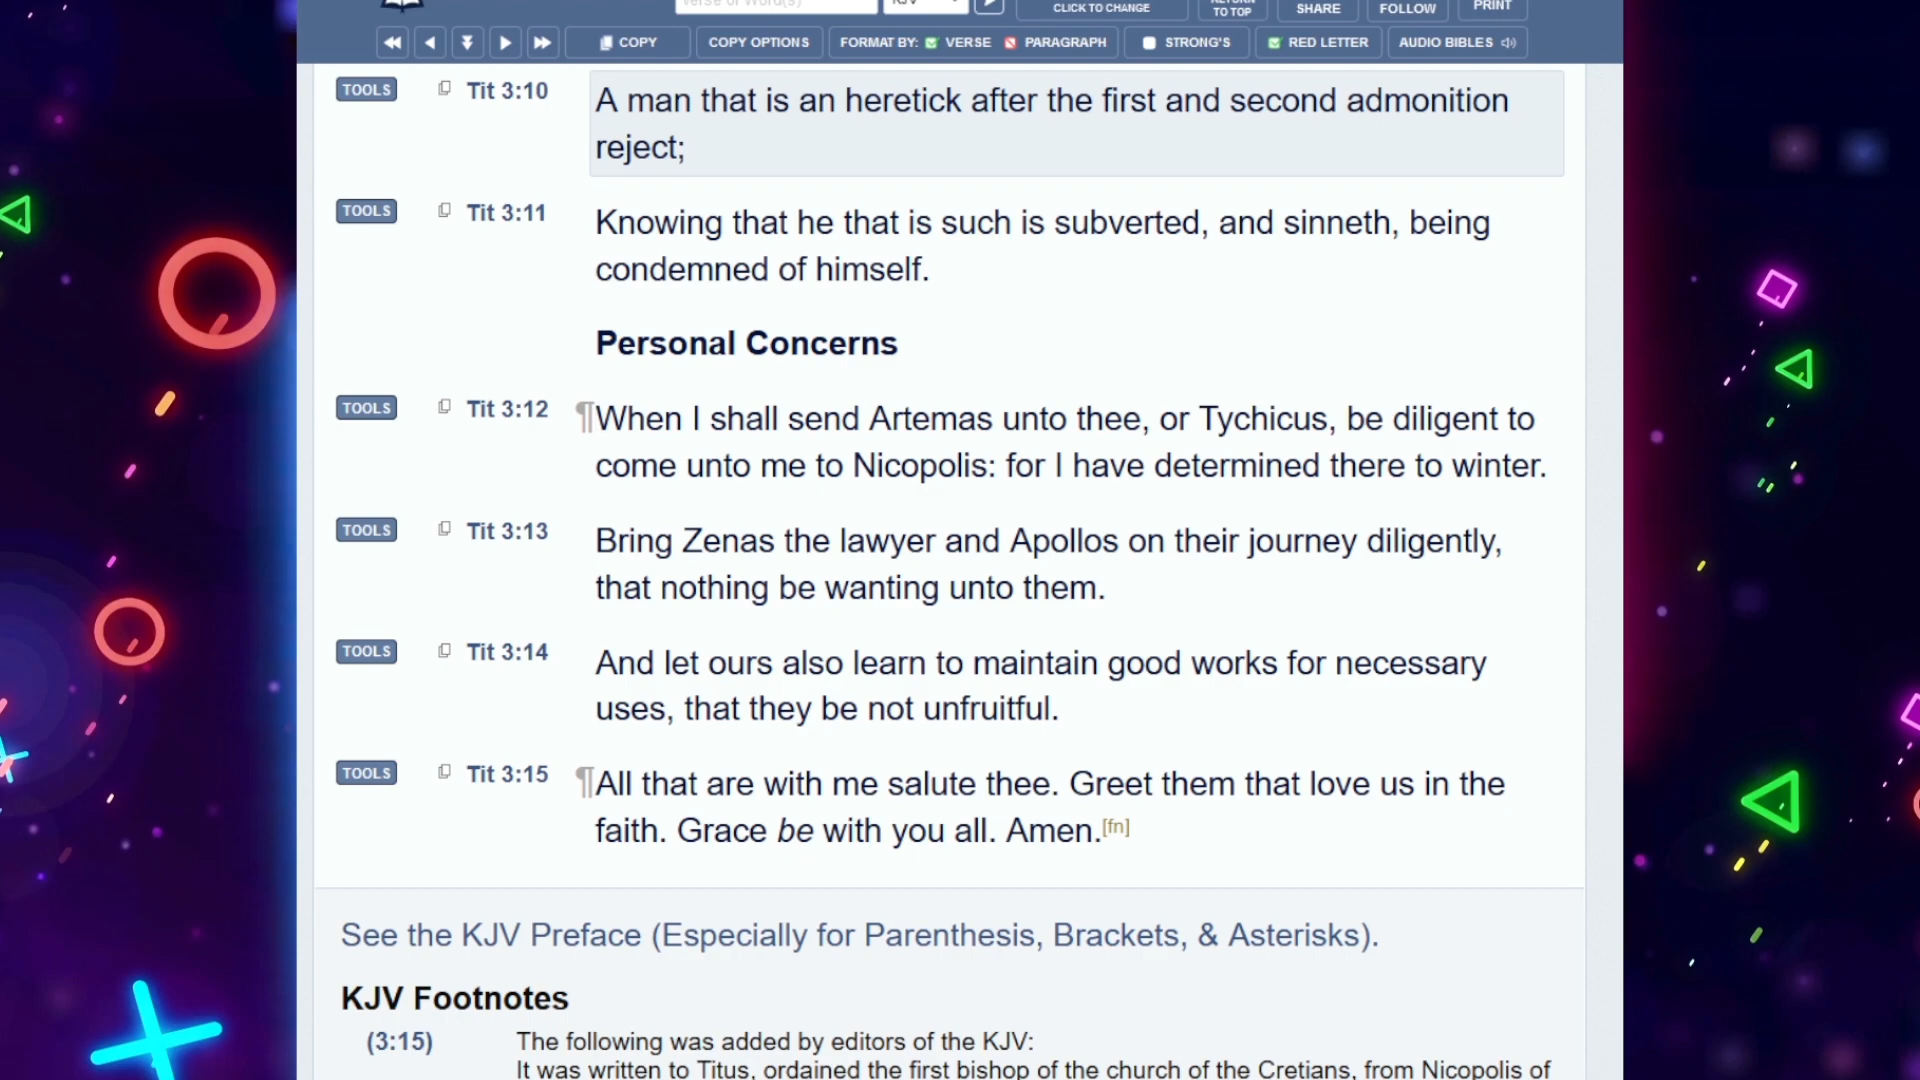 Verse or Word(s)
KJV
CLICK TO CHANGE
RETURN
TO TOP
SHARE
FOLLOW
PRINT
COPY
COPY OPTIONS
FORMAT BY: VERSE PARAGRAPH
STRONG'S
RED LETTER
AUDIO BIBLES
TOOLS Tit 3:10 A man that is an heretick after the first and second admonition
reject;
TOOLS Tit 3:11 Knowing that he that is such is subverted, and sinneth, being
condemned of himself.
Personal Concerns
TOOLS Tit 3:12 ¶When I shall send Artemas unto thee, or Tychicus, be diligent to
come unto me to Nicopolis: for I have determined there to winter.
TOOLS Tit 3:13 Bring Zenas the lawyer and Apollos on their journey diligently,
that nothing be wanting unto them.
TOOLS Tit 3:14 And let ours also learn to maintain good works for necessary
uses, that they be not unfruitful.
TOOLS Tit 3:15 ¶All that are with me salute thee. Greet them that love us in the
faith. Grace be with you all. Amen.[fn]
See the KJV Preface (Especially for Parenthesis, Brackets, & Asterisks).
KJV Footnotes
(3:15) The following was added by editors of the KJV:
It was written to Titus, ordained the first bishop of the church of the Cretians, from Nicopolis of